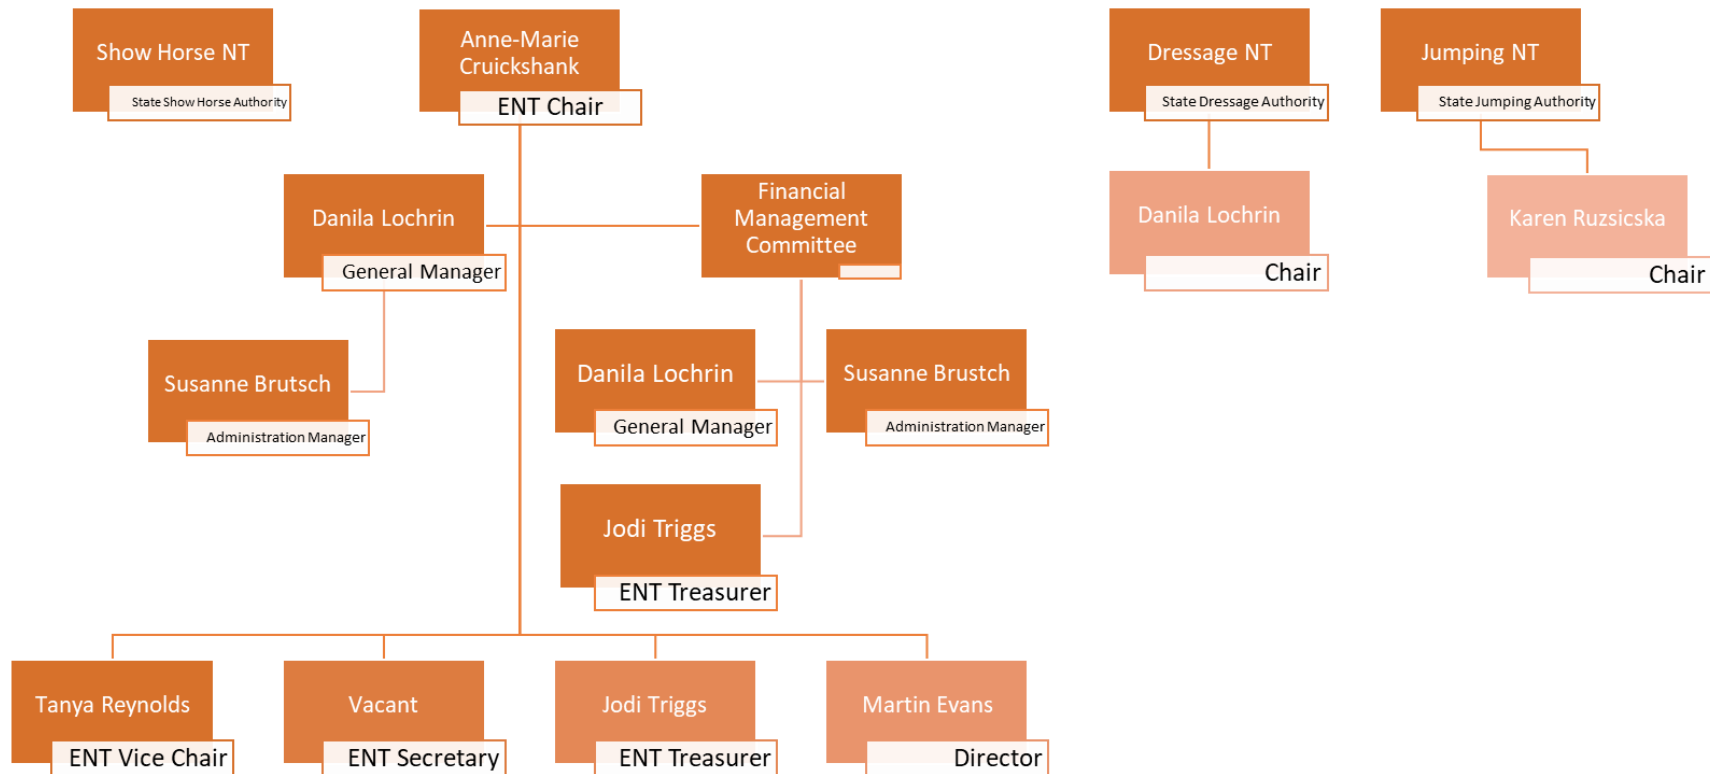 Show Horse NT
State Show Horse Authority
Anne-Marie
Cruickshank
ENT Chair
Dressage NT
State Dressage Authority
Jumping NT
State Jumping Authority
Danila Lochrin
General Manager
Financial
Management
Committee
Danila Lochrin
Chair
Karen Ruzsicska
Chair
Susanne Brutsch
Administration Manager
Danila Lochrin
General Manager
Susanne Brustch
Administration Manager
Jodi Triggs
ENT Treasurer
Tanya Reynolds
ENT Vice Chair
Vacant
ENT Secretary
Jodi Triggs
ENT Treasurer
Martin Evans
Director